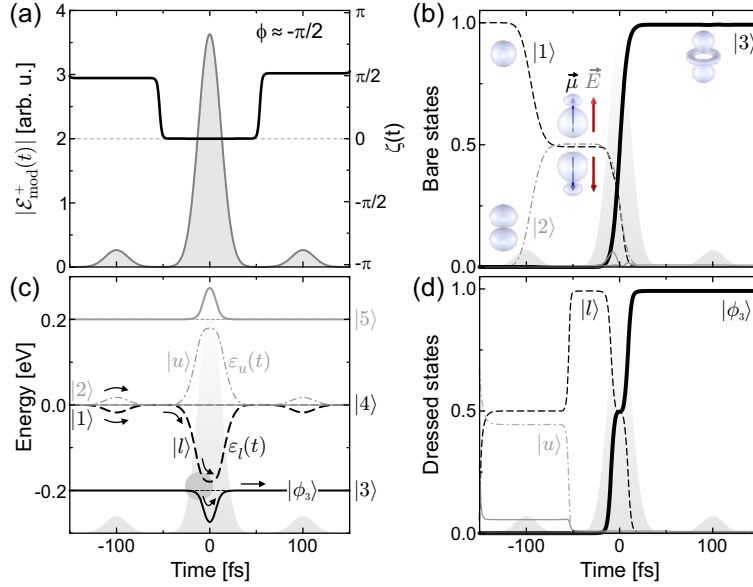 (a)
ϕ ≈ -π/2
|ℰ⁺mod(t)| [arb. u.]
4
3
2
1
0
π
π/2
0
-π/2
-π
ζ(t)
(b)
|1⟩
|3⟩
μ⃗ E⃗
|2⟩
Bare states
1.0
0.5
0.0
(c)
|5⟩
|u⟩ εu(t)
|2⟩
|4⟩
|1⟩
|l⟩ εl(t)
|ϕ₃⟩ |3⟩
Energy [eV]
0.2
0.0
-0.2
-100 0 100
Time [fs]
(d)
|l⟩
|ϕ₃⟩
|u⟩
Dressed states
1.0
0.5
0.0
-100 0 100
Time [fs]